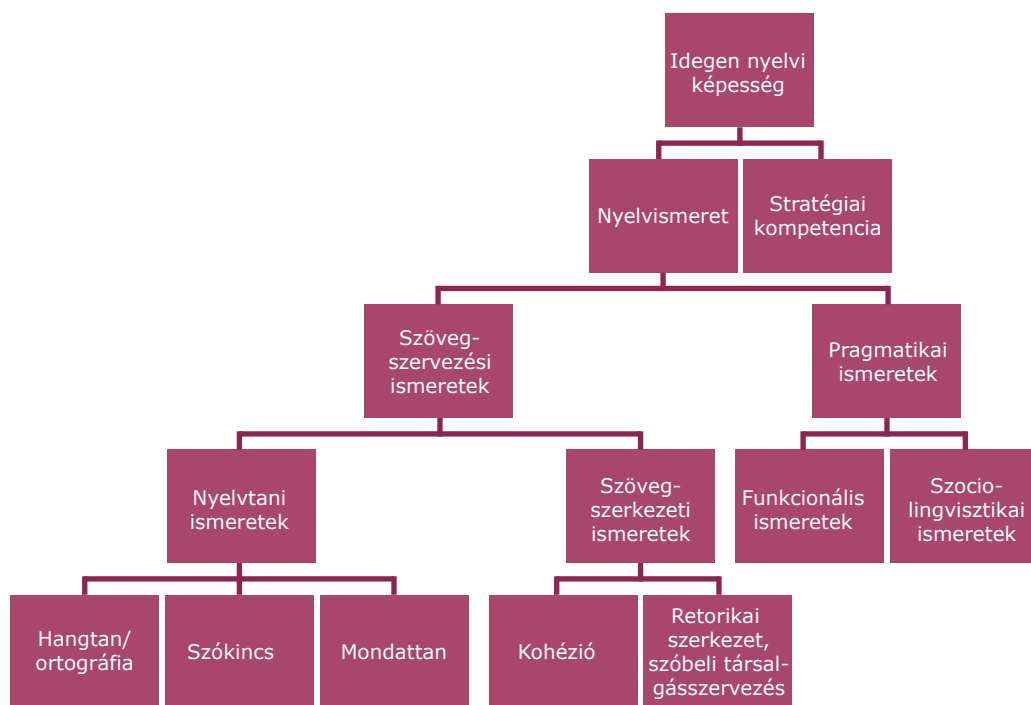 Idegen nyelvi
képesség
Nyelvismeret
Stratégiai
kompetencia
Szöveg-
szervezési
ismeretek
Pragmatikai
ismeretek
Nyelvtani
ismeretek
Szöveg-
szerkezeti
ismeretek
Funkcionális
ismeretek
Szocio-
lingvisztikai
ismeretek
Hangtan/
ortográfia
Szókincs
Mondattan
Kohézió
Retorikai
szerkezet,
szóbeli társal-
gásszervezés